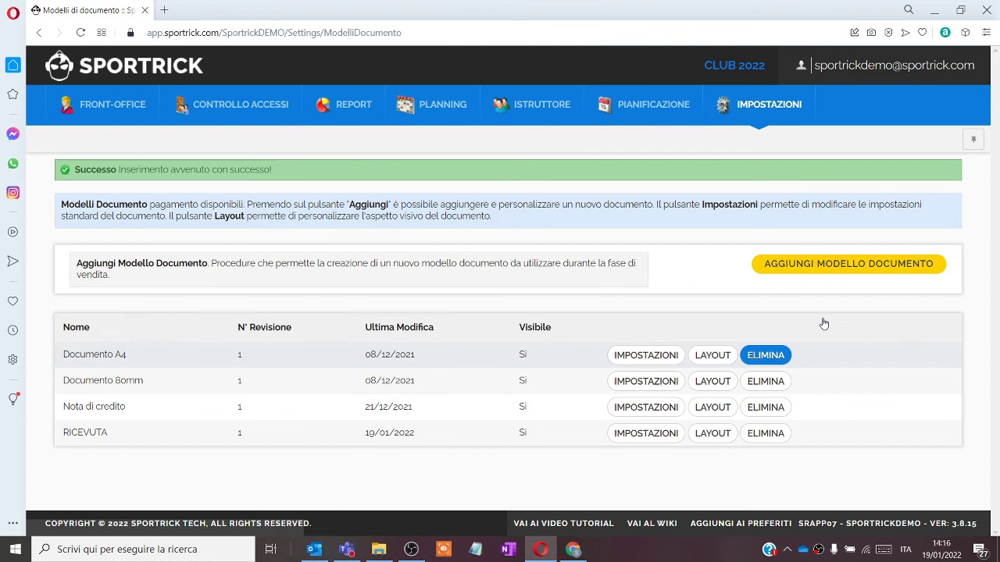 Modelli di documento :: Sp
app.sportrick.com/SportrickDEMO/Settings/ModelliDocumento
SPORTRICK
CLUB 2022
sportrickdemo@sportrick.com
FRONT-OFFICE
CONTROLLO ACCESSI
REPORT
PLANNING
ISTRUTTORE
PIANIFICAZIONE
IMPOSTAZIONI
Successo Inserimento avvenuto con successo!
Modelli Documento pagamento disponibili. Premendo sul pulsante "Aggiungi" è possibile aggiungere e personalizzare un nuovo documento. Il pulsante Impostazioni permette di modificare le impostazioni
standard del documento. Il pulsante Layout permette di personalizzare l'aspetto visivo del documento.
Aggiungi Modello Documento. Procedure che permette la creazione di un nuovo modello documento da utilizzare durante la fase di
vendita.
AGGIUNGI MODELLO DOCUMENTO
Nome N° Revisione Ultima Modifica Visibile
Documento A4 1 08/12/2021 Si IMPOSTAZIONI LAYOUT ELIMINA
Documento 80mm 1 08/12/2021 Si IMPOSTAZIONI LAYOUT ELIMINA
Nota di credito 1 21/12/2021 Si IMPOSTAZIONI LAYOUT ELIMINA
RICEVUTA 1 19/01/2022 Si IMPOSTAZIONI LAYOUT ELIMINA
COPYRIGHT © 2022 SPORTRICK TECH, ALL RIGHTS RESERVED.
VAI AI VIDEO TUTORIAL VAI AL WIKI AGGIUNGI AI PREFERITI SRAPP07 - SPORTRICKDEMO - VER: 3.8.15
Scrivi qui per eseguire la ricerca
ITA
14:16
19/01/2022
27